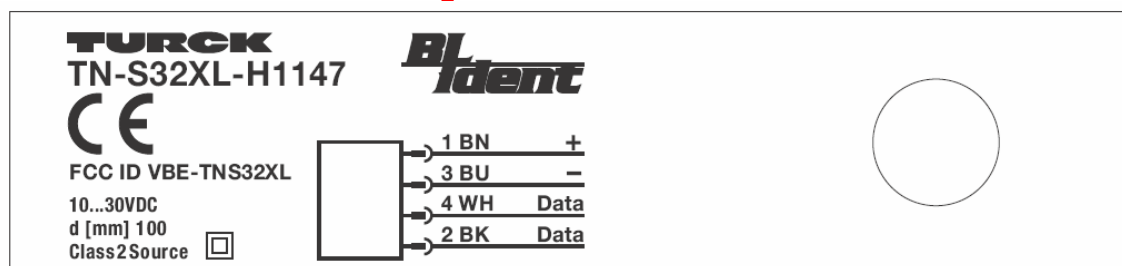 TURCK
TN-S32XL-H1147
BL ident
CE
FCC ID VBE-TNS32XL
10...30VDC
d [mm] 100
Class2Source
1 BN +
3 BU −
4 WH Data
2 BK Data